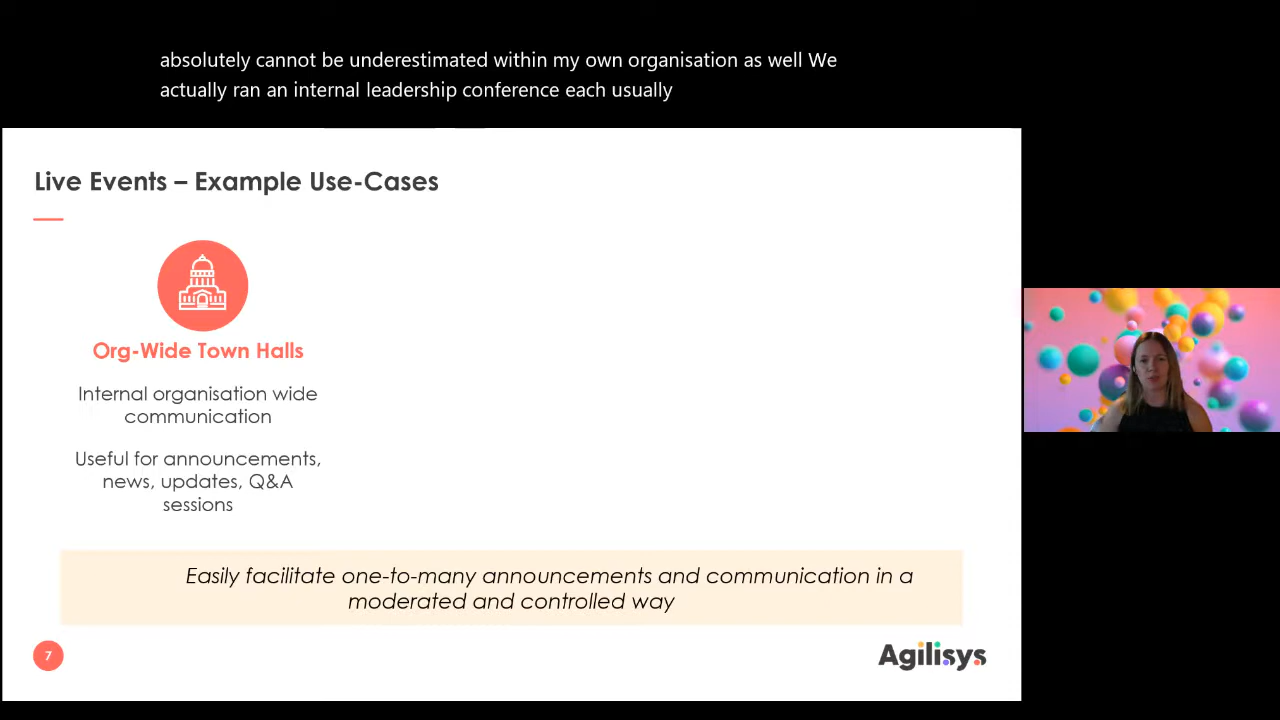 absolutely cannot be underestimated within my own organisation as well We
actually ran an internal leadership conference each usually
Live Events – Example Use-Cases
Org-Wide Town Halls
Internal organisation wide
communication
Useful for announcements,
news, updates, Q&A
sessions
Easily facilitate one-to-many announcements and communication in a
moderated and controlled way
7
Agilisys